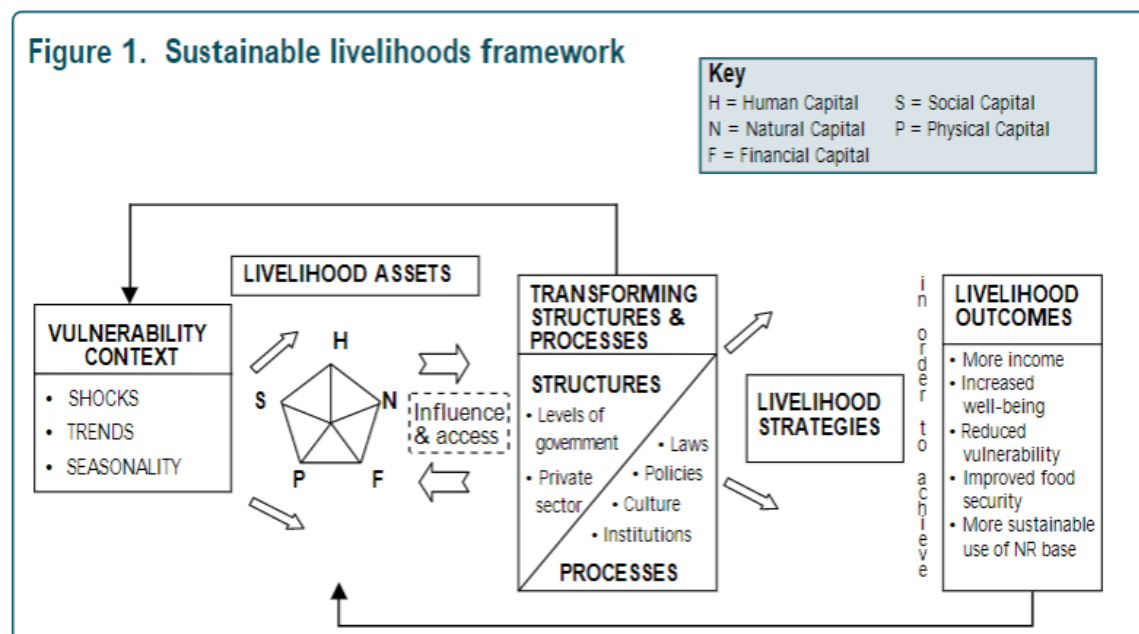 Figure 1. Sustainable livelihoods framework
Key
H = Human Capital S = Social Capital
N = Natural Capital P = Physical Capital
F = Financial Capital
LIVELIHOOD ASSETS
VULNERABILITY
CONTEXT
• SHOCKS
• TRENDS
• SEASONALITY
H
S
N
P
F
Influence
& access
TRANSFORMING
STRUCTURES &
PROCESSES
STRUCTURES
• Levels of
government
• Private
sector
• Laws
• Policies
• Culture
• Institutions
PROCESSES
LIVELIHOOD
STRATEGIES
in order to achieve
LIVELIHOOD
OUTCOMES
• More income
• Increased
well-being
• Reduced
vulnerability
• Improved food
security
• More sustainable
use of NR base